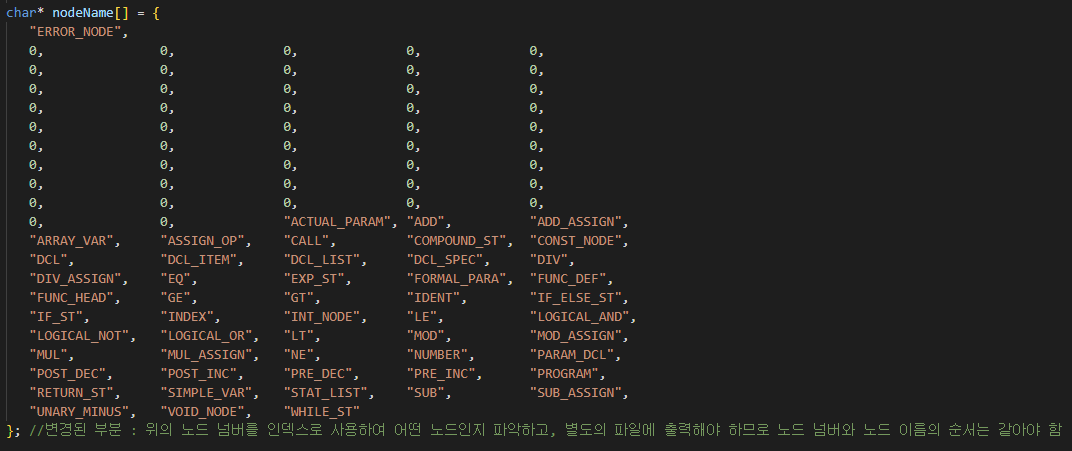 char* nodeName[] = {
"ERROR_NODE",
0, 0, 0, 0, 0,
0, 0, 0, 0, 0,
0, 0, 0, 0, 0,
0, 0, 0, 0, 0,
0, 0, 0, 0, 0,
0, 0, 0, 0, 0,
0, 0, 0, 0, 0,
0, 0, 0, 0, 0,
0, 0, 0, 0, 0,
0, 0, "ACTUAL_PARAM", "ADD", "ADD_ASSIGN",
"ARRAY_VAR", "ASSIGN_OP", "CALL", "COMPOUND_ST", "CONST_NODE",
"DCL", "DCL_ITEM", "DCL_LIST", "DCL_SPEC", "DIV",
"DIV_ASSIGN", "EQ", "EXP_ST", "FORMAL_PARA", "FUNC_DEF",
"FUNC_HEAD", "GE", "GT", "IDENT", "IF_ELSE_ST",
"IF_ST", "INDEX", "INT_NODE", "LE", "LOGICAL_AND",
"LOGICAL_NOT", "LOGICAL_OR", "LT", "MOD", "MOD_ASSIGN",
"MUL", "MUL_ASSIGN", "NE", "NUMBER", "PARAM_DCL",
"POST_DEC", "POST_INC", "PRE_DEC", "PRE_INC", "PROGRAM",
"RETURN_ST", "SIMPLE_VAR", "STAT_LIST", "SUB", "SUB_ASSIGN",
"UNARY_MINUS", "VOID_NODE", "WHILE_ST"
}; //변경된 부분 : 위의 노드 넘버를 인덱스로 사용하여 어떤 노드인지 파악하고, 별도의 파일에 출력해야 하므로 노드 넘버와 노드 이름의 순서는 같아야 함